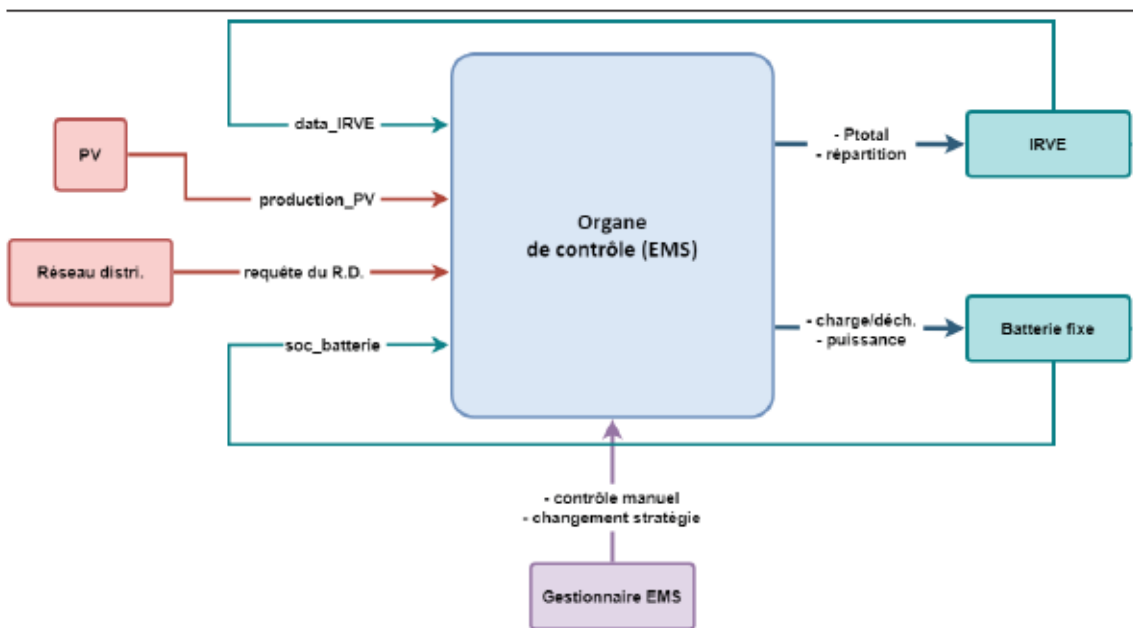 data_IRVE
- Ptotal
- répartition
IRVE
PV
production_PV
Organe
de contrôle (EMS)
Réseau distri.
requête du R.D.
soc_batterie
- charge/déch.
- puissance
Batterie fixe
- contrôle manuel
- changement stratégie
Gestionnaire EMS